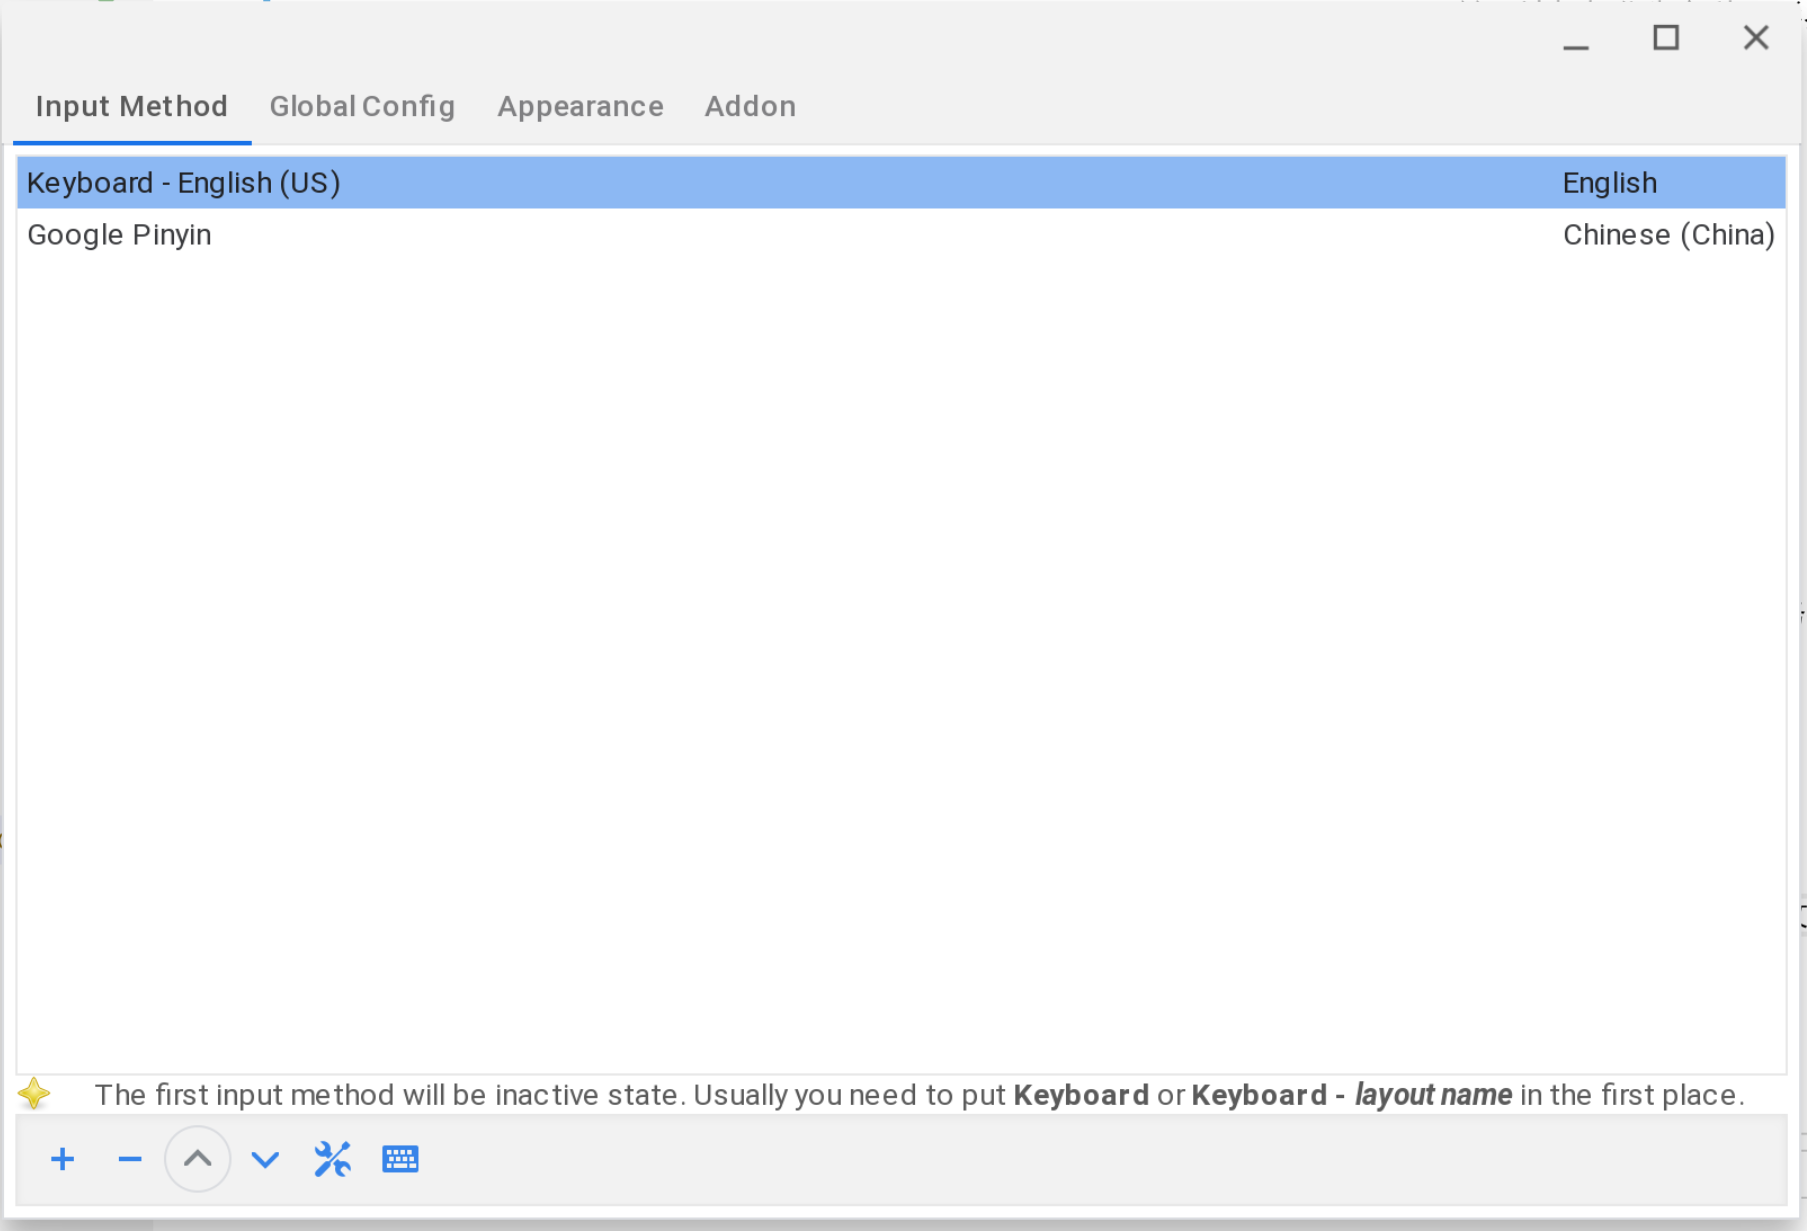 Input Method Global Config Appearance Addon
Keyboard - English (US) English
Google Pinyin Chinese (China)
The first input method will be inactive state. Usually you need to put Keyboard or Keyboard - layout name in the first place.